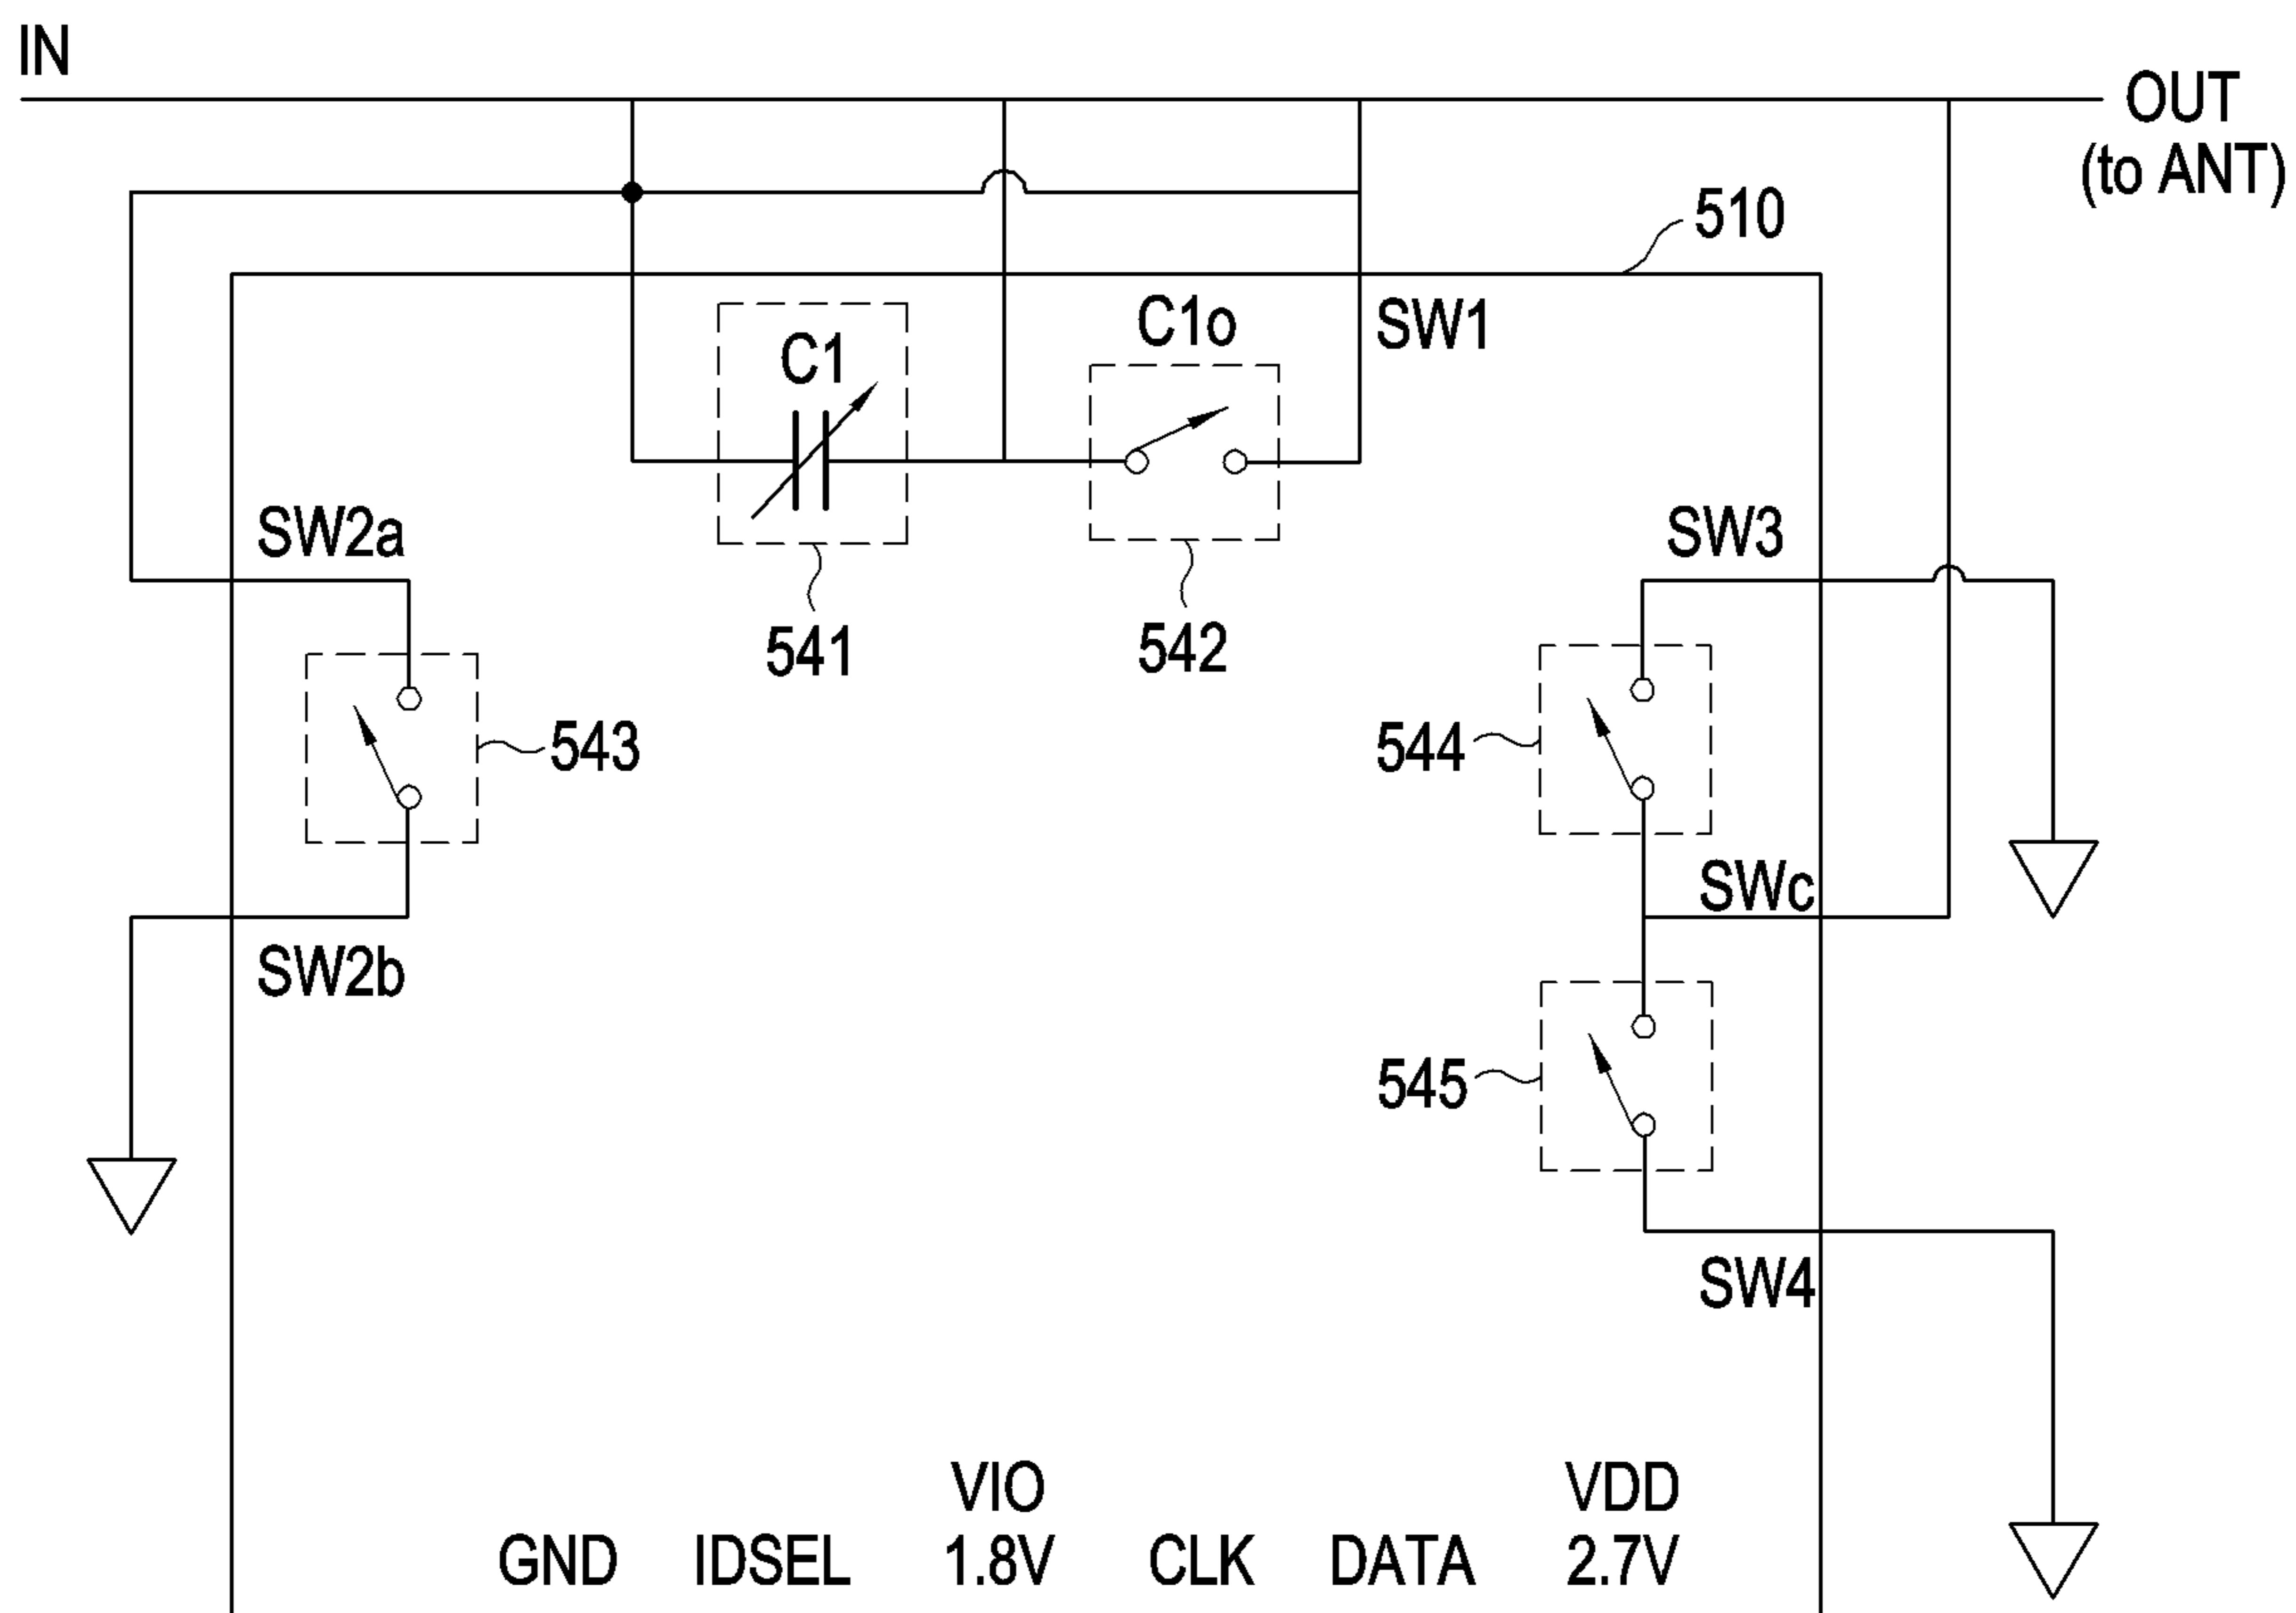 IN
OUT
(to ANT)
510
C1
C1o
SW1
SW2a
SW3
541
542
543
544
SWc
SW2b
545
SW4
VIO
VDD
GND IDSEL 1.8V CLK DATA 2.7V